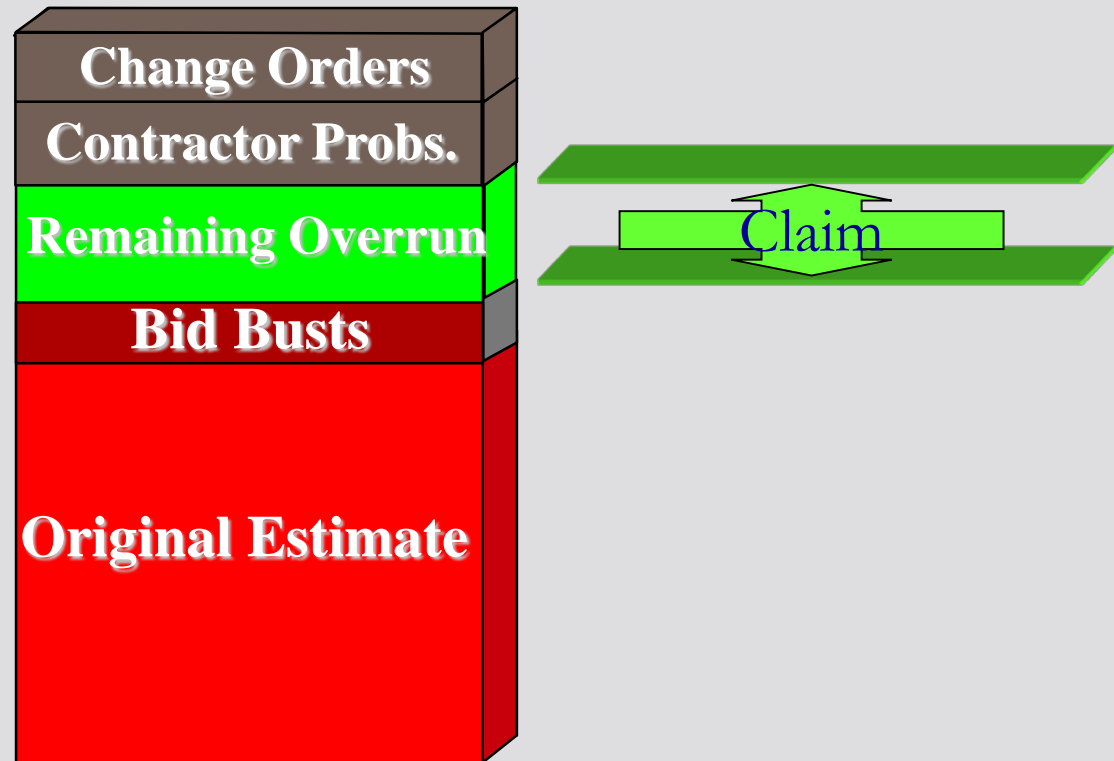 Change Orders
Contractor Probs.
Remaining Overrun
Claim
Bid Busts
Original Estimate